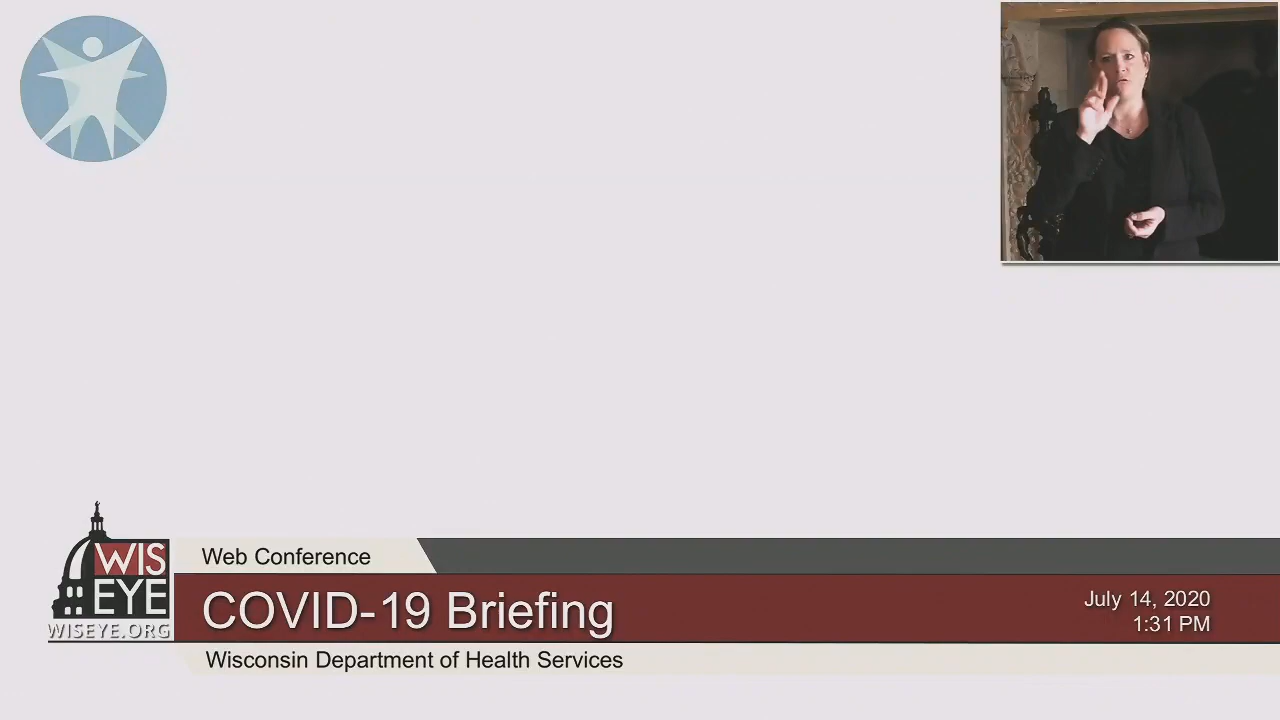 Web Conference
WIS
EYE
WISEYE.ORG
COVID-19 Briefing
July 14, 2020
1:31 PM
Wisconsin Department of Health Services